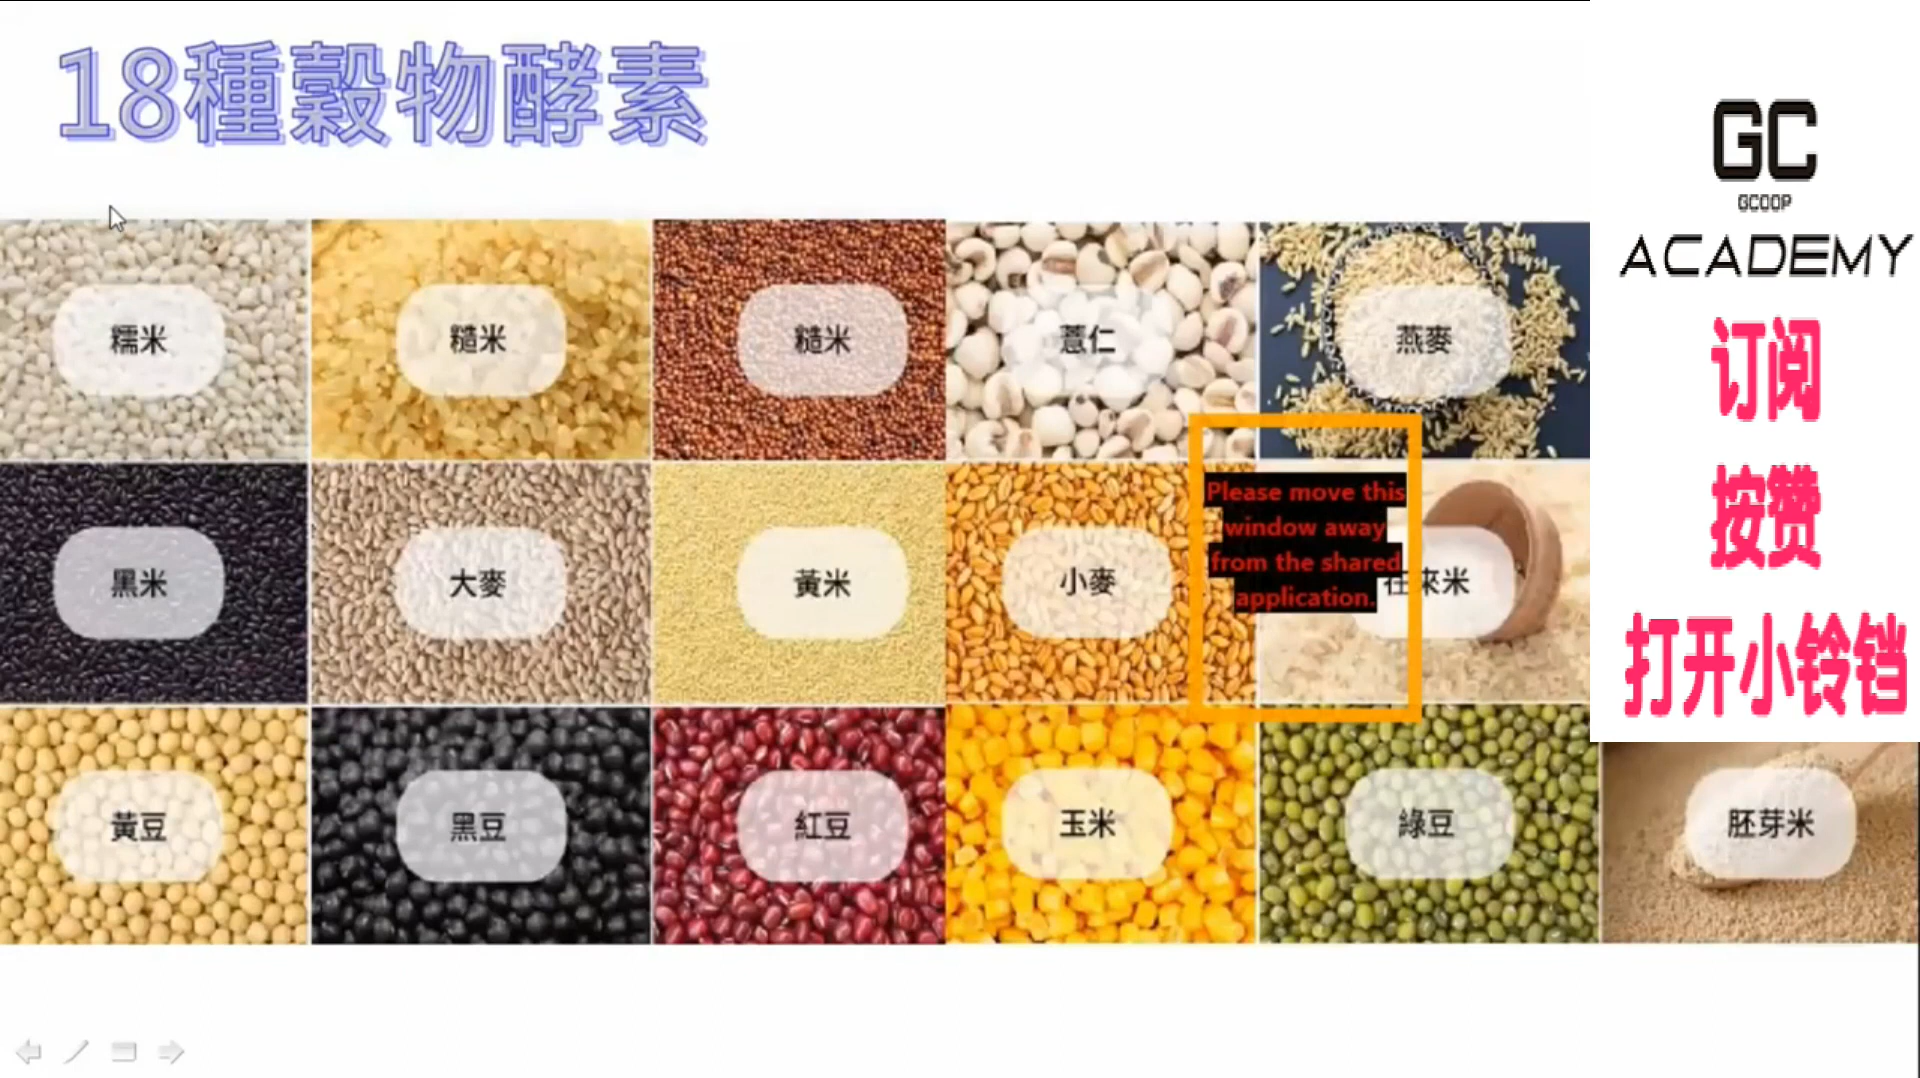 18種穀物酵素
糯米
糙米
糙米
薏仁
燕麥
黑米
大麥
黃米
小麥
Please move this
window away
from the shared
application.
在來米
黃豆
黑豆
紅豆
玉米
綠豆
胚芽米
GC
GCOOP
ACADEMY
订阅
按赞
打开小铃铛